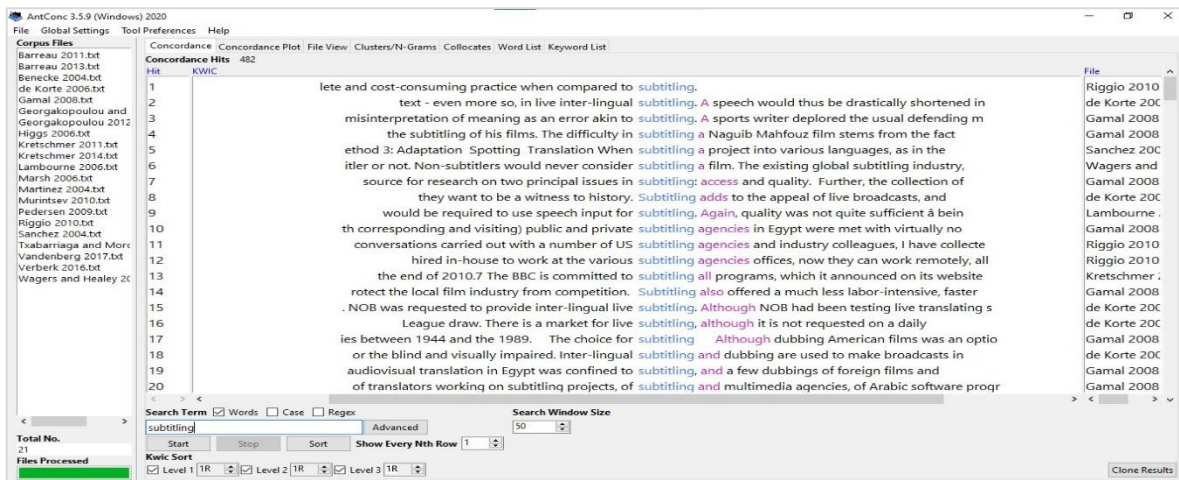 AntConc 3.5.9 (Windows) 2020
File Global Settings Tool Preferences Help
Corpus Files
Barreau 2011.txt
Barreau 2013.txt
Benecke 2004.txt
de Korte 2006.txt
Gamal 2008.txt
Georgakopoulou and
Georgakopoulou 2012
Higgs 2006.txt
Kretschmer 2011.txt
Kretschmer 2014.txt
Lambourne 2006.txt
Marsh 2006.txt
Martinez 2004.txt
Murintsev 2010.txt
Pedersen 2009.txt
Riggio 2010.txt
Sanchez 2004.txt
Txabarriaga and Morc
Vandenberg 2017.txt
Verberk 2016.txt
Wagers and Healey 20
Total No.
21
Files Processed
Concordance Concordance Plot File View Clusters/N-Grams Collocates Word List Keyword List
Concordance Hits 482
Hit KWIC File
1 lete and cost-consuming practice when compared to subtitling. Riggio 2010
2 text - even more so, in live inter-lingual subtitling. A speech would thus be drastically shortened in de Korte 200
3 misinterpretation of meaning as an error akin to subtitling. A sports writer deplored the usual defending m Gamal 2008
4 the subtitling of his films. The difficulty in subtitling a Naguib Mahfouz film stems from the fact Gamal 2008
5 ethod 3: Adaptation Spotting Translation When subtitling a project into various languages, as in the Sanchez 200
6 itler or not. Non-subtitlers would never consider subtitling a film. The existing global subtitling industry, Wagers and
7 source for research on two principal issues in subtitling: access and quality. Further, the collection of Gamal 2008
8 they want to be a witness to history. Subtitling adds to the appeal of live broadcasts, and de Korte 200
9 would be required to use speech input for subtitling. Again, quality was not quite sufficient â bein Lambourne
10 th corresponding and visiting) public and private subtitling agencies in Egypt were met with virtually no Gamal 2008
11 conversations carried out with a number of US subtitling agencies and industry colleagues, I have collecte Riggio 2010
12 hired in-house to work at the various subtitling agencies offices, now they can work remotely, all Riggio 2010
13 the end of 2010.7 The BBC is committed to subtitling all programs, which it announced on its website Kretschmer
14 rotect the local film industry from competition. Subtitling also offered a much less labor-intensive, faster Gamal 2008
15 . NOB was requested to provide inter-lingual live subtitling. Although NOB had been testing live translating s de Korte 200
16 League draw. There is a market for live subtitling, although it is not requested on a daily de Korte 200
17 ies between 1944 and the 1989. The choice for subtitling Although dubbing American films was an optio Gamal 2008
18 or the blind and visually impaired. Inter-lingual subtitling and dubbing are used to make broadcasts in de Korte 200
19 audiovisual translation in Egypt was confined to subtitling, and a few dubbings of foreign films and Gamal 2008
20 of translators working on subtitling projects, of subtitling and multimedia agencies, of Arabic software progr Gamal 2008
Search Term Words Case Regex Search Window Size
subtitling Advanced 50
Start Stop Sort Show Every Nth Row 1
Kwic Sort
Level 1 1R Level 2 1R Level 3 1R Clone Results